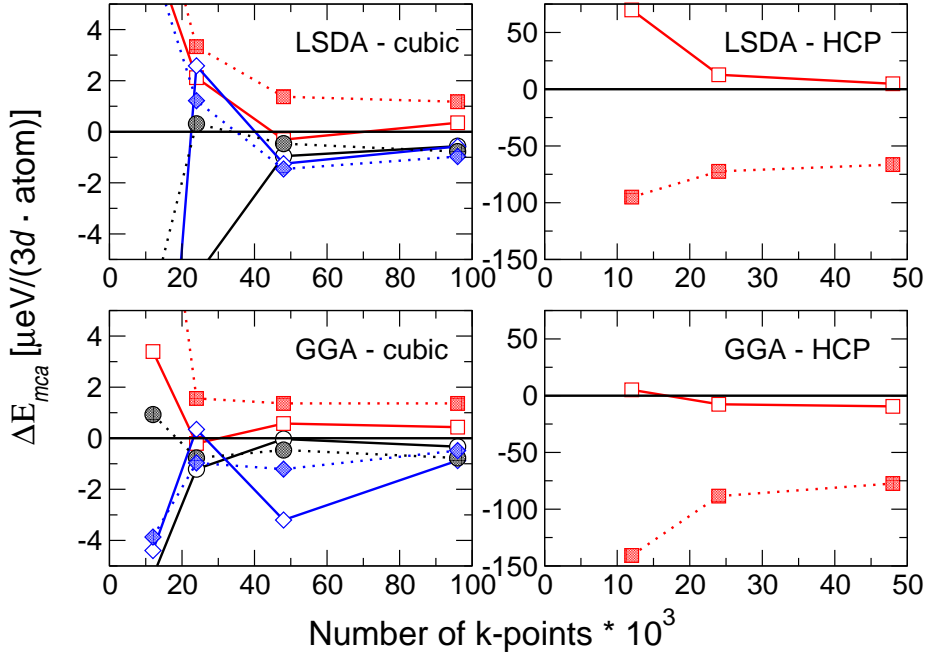 ΔE_mca [μeV/(3d · atom)]
4
2
0
-2
-4
LSDA - cubic
0 20 40 60 80 100
50
0
-50
-100
-150
LSDA - HCP
0 10 20 30 40 50
4
2
0
-2
-4
GGA - cubic
0 20 40 60 80 100
50
0
-50
-100
-150
GGA - HCP
0 10 20 30 40 50
Number of k-points * 10^3